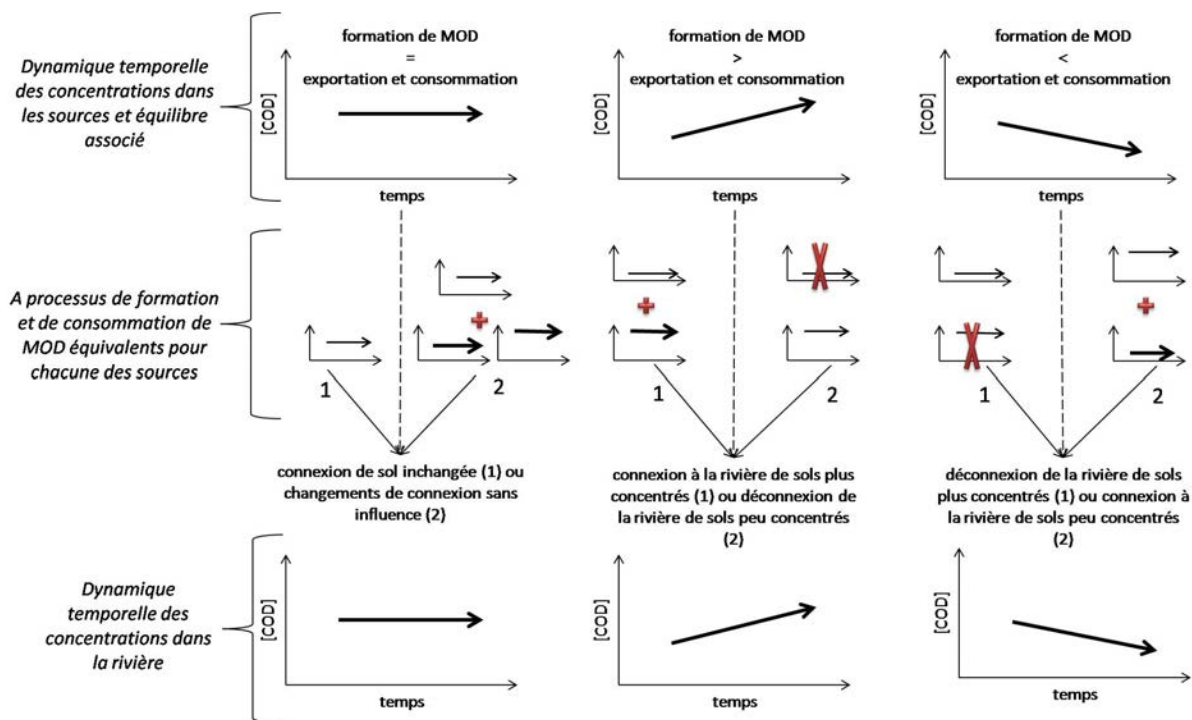 Dynamique temporelle
des concentrations dans
les sources et équilibre
associé
formation de MOD
=
exportation et consommation
[COD]
temps
formation de MOD
>
exportation et consommation
[COD]
temps
formation de MOD
<
exportation et consommation
[COD]
temps
A processus de formation
et de consommation de
MOD équivalents pour
chacune des sources
+
1
2
+
1
2
+
1
2
connexion de sol inchangée (1) ou
changements de connexion sans
influence (2)
connexion à la rivière de sols plus
concentrés (1) ou déconnexion de
la rivière de sols peu concentrés
(2)
déconnexion de la rivière de sols
plus concentrés (1) ou connexion à
la rivière de sols peu concentrés
(2)
Dynamique
temporelle des
concentrations dans
la rivière
[COD]
temps
[COD]
temps
[COD]
temps